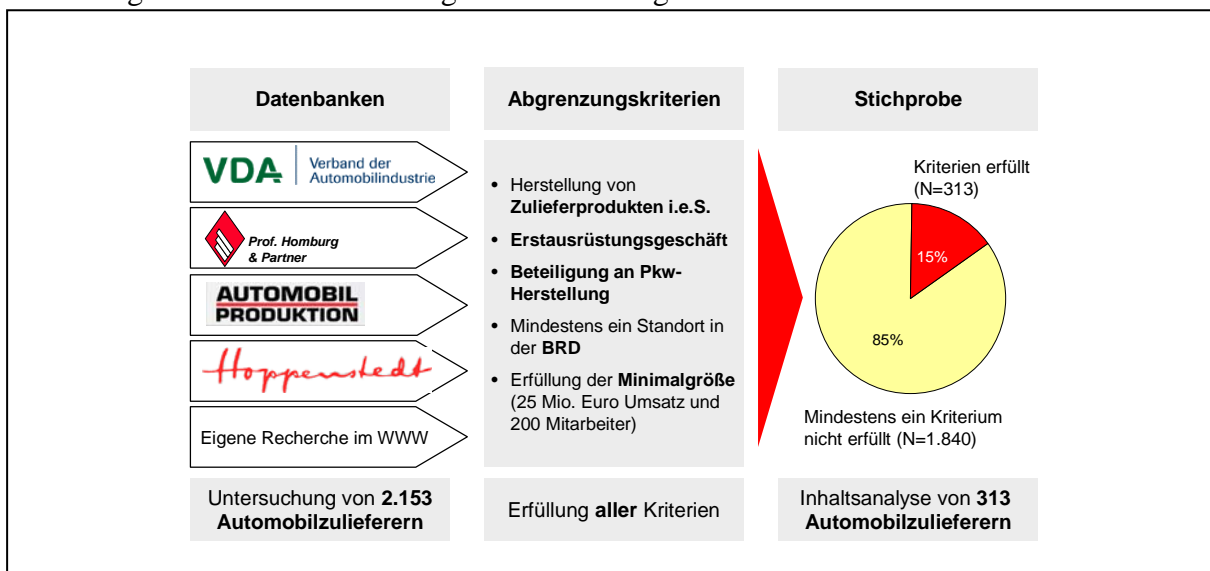 Datenbanken
VDA
Verband der
Automobilindustrie
Prof. Homburg
& Partner
AUTOMOBIL
PRODUKTION
Hoppenstedt
Eigene Recherche im WWW
Untersuchung von 2.153
Automobilzulieferern
Abgrenzungskriterien
• Herstellung von
Zulieferprodukten i.e.S.
• Erstausrüstungsgeschäft
• Beteiligung an Pkw-
Herstellung
• Mindestens ein Standort in
der BRD
• Erfüllung der Minimalgröße
(25 Mio. Euro Umsatz und
200 Mitarbeiter)
Erfüllung aller Kriterien
Stichprobe
Kriterien erfüllt
(N=313)
15%
85%
Mindestens ein Kriterium
nicht erfüllt (N=1.840)
Inhaltsanalyse von 313
Automobilzulieferern